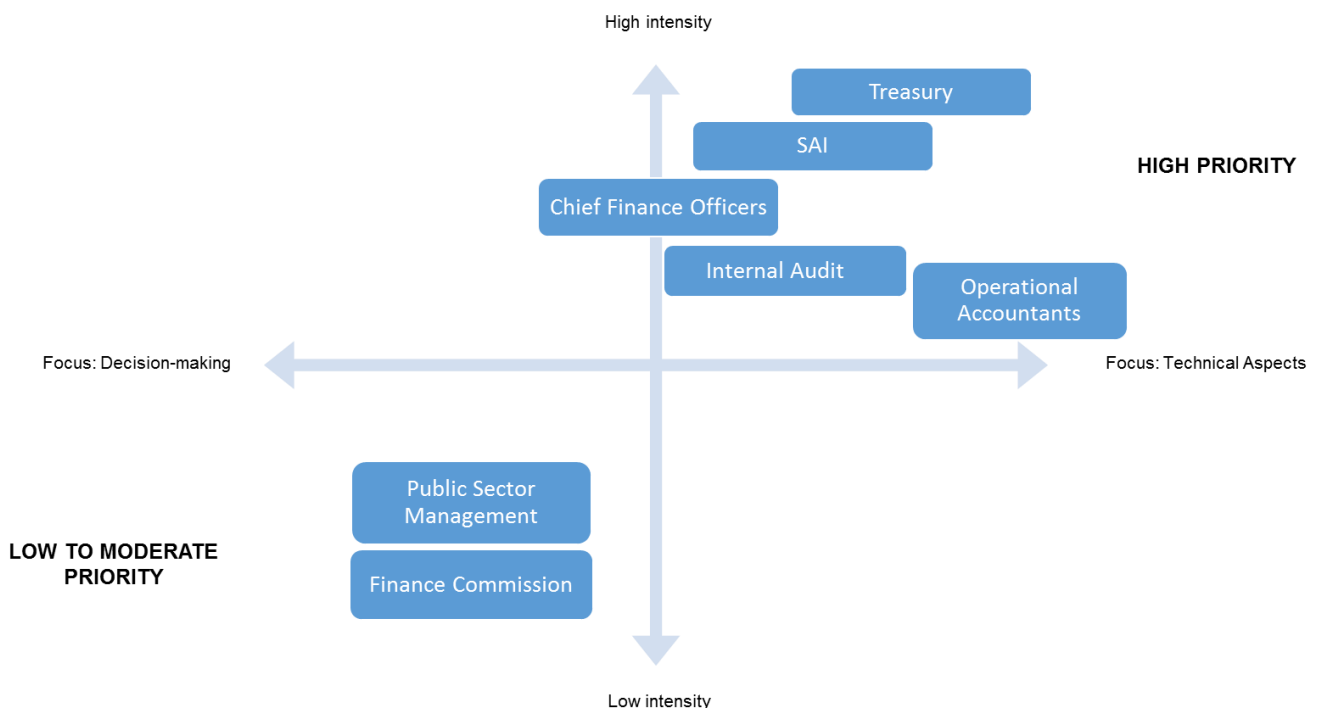 High intensity
Treasury
SAI
HIGH PRIORITY
Chief Finance Officers
Internal Audit
Operational
Accountants
Focus: Decision-making
Focus: Technical Aspects
Public Sector
Management
LOW TO MODERATE
PRIORITY
Finance Commission
Low intensity